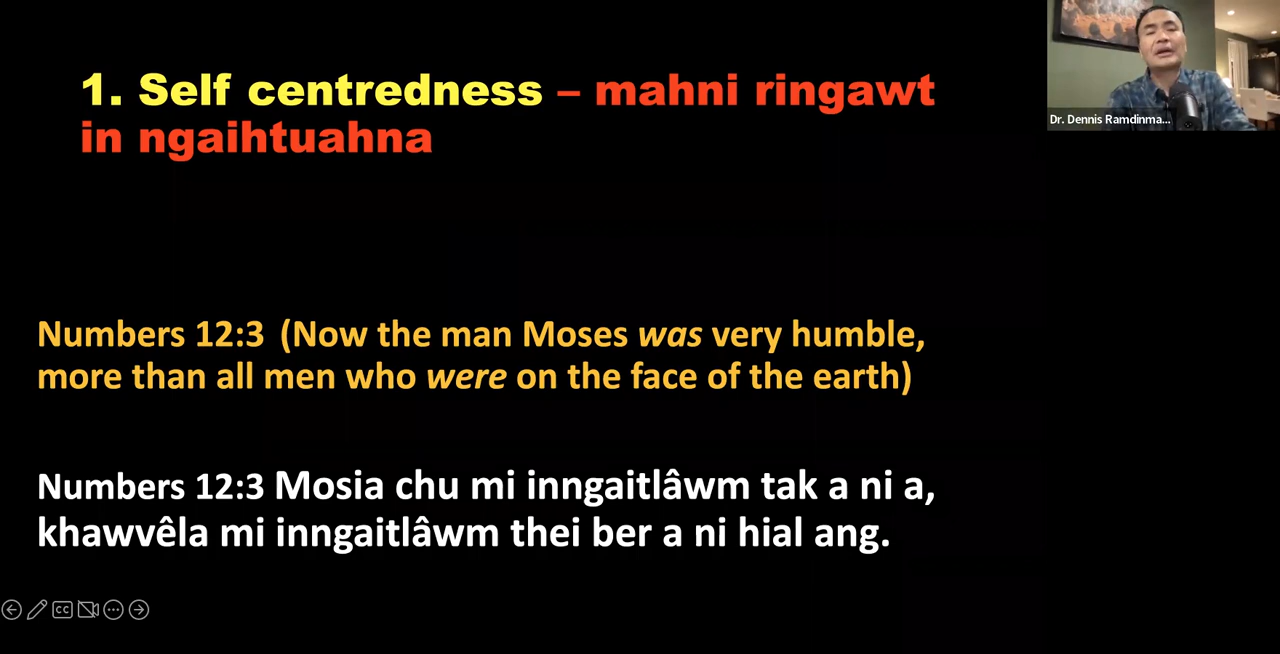 1. Self centredness – mahni ringawt
in ngaihtuahna
Dr. Dennis Ramdinma...
Numbers 12:3 (Now the man Moses was very humble,
more than all men who were on the face of the earth)
Numbers 12:3 Mosia chu mi inngaitlâwm tak a ni a,
khawvêla mi inngaitlâwm thei ber a ni hial ang.
CC